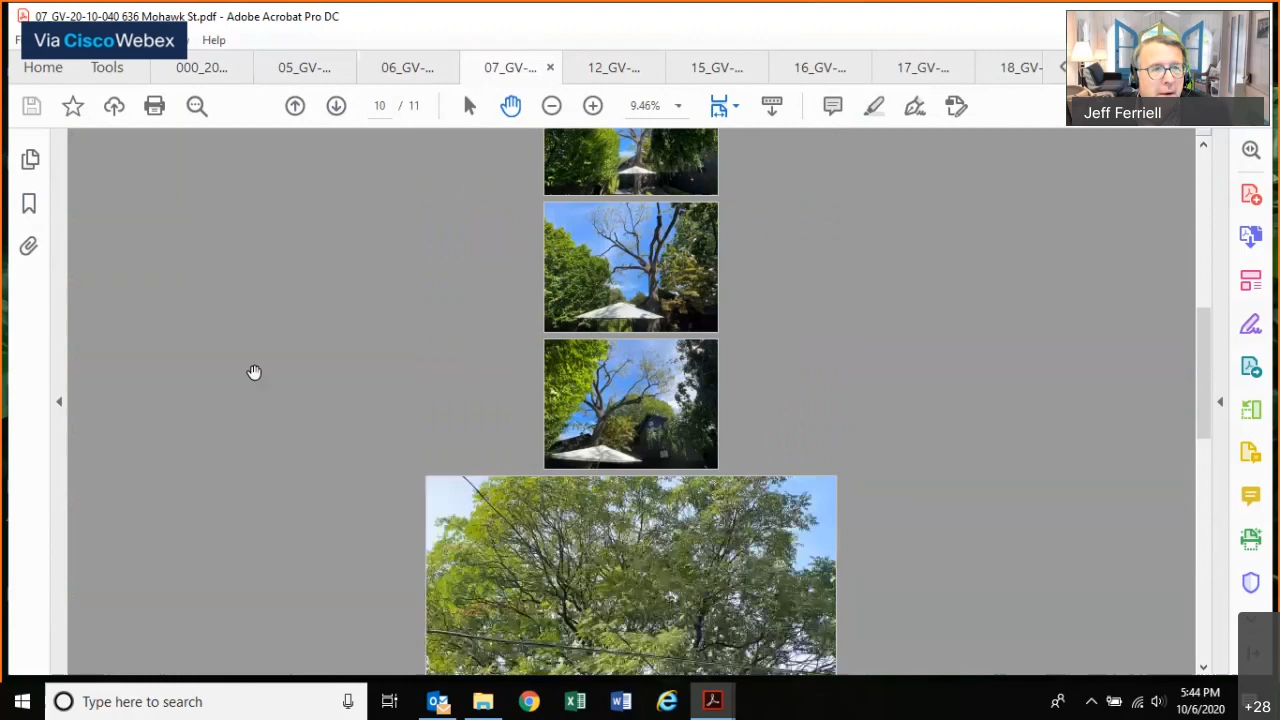 07_GV-20-10-040 636 Mohawk St.pdf - Adobe Acrobat Pro DC
Via Cisco Webex
Help
Home Tools 000_20... 05_GV-... 06_GV-... 07_GV-... × 12_GV-... 15_GV-... 16_GV-... 17_GV-... 18_GV-
10 / 11 9.46%
Jeff Ferriell
Type here to search
5:44 PM
10/6/2020
+28